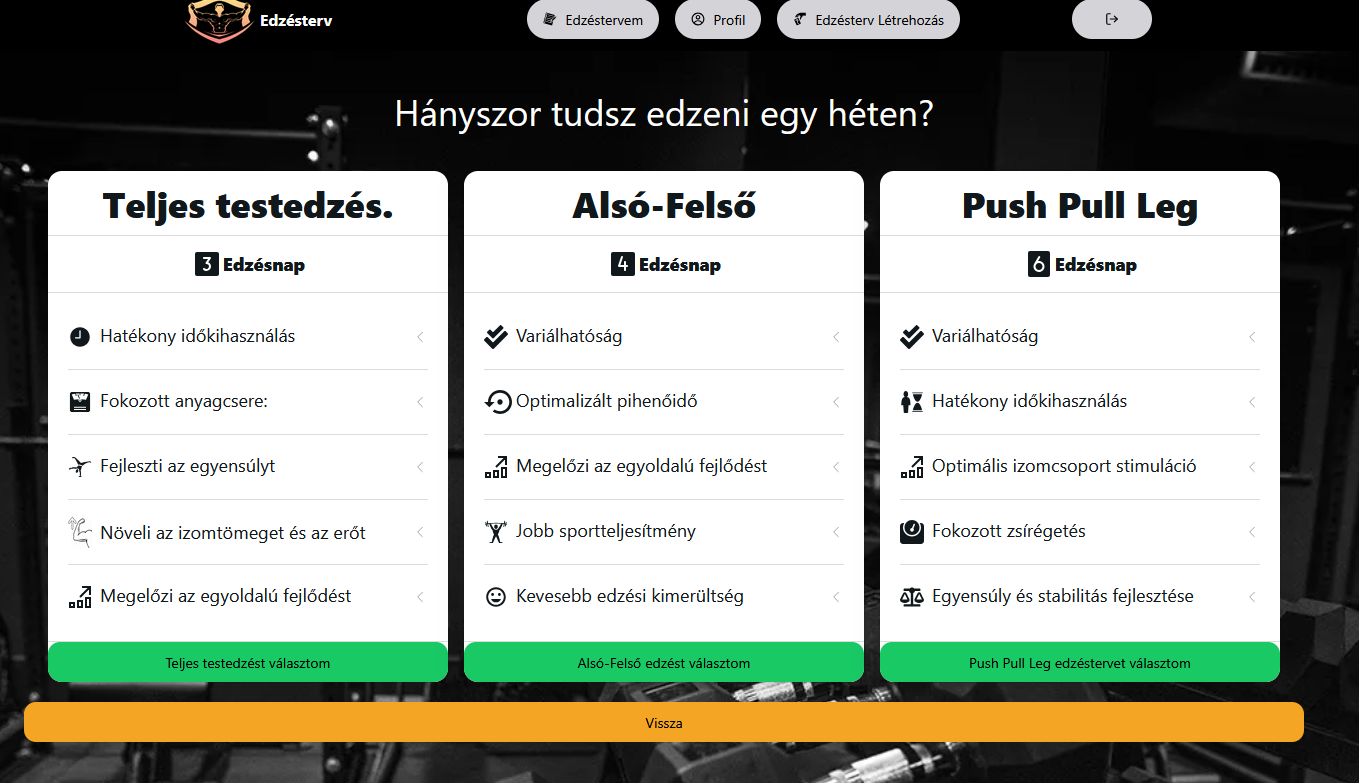 Edzésterv
Edzéstervem
Profil
Edzésterv Létrehozás
Hányszor tudsz edzeni egy héten?
Teljes testedzés.
3 Edzésnap
Hatékony időkihasználás
Fokozott anyagcsere:
Fejleszti az egyensúlyt
Növeli az izomtömeget és az erőt
Megelőzi az egyoldalú fejlődést
Teljes testedzést választom
Alsó-Felső
4 Edzésnap
Variálhatóság
Optimalizált pihenőidő
Megelőzi az egyoldalú fejlődést
Jobb sportteljesítmény
Kevesebb edzési kimerültség
Alsó-Felső edzést választom
Push Pull Leg
6 Edzésnap
Variálhatóság
Hatékony időkihasználás
Optimális izomcsoport stimuláció
Fokozott zsírégetés
Egyensúly és stabilitás fejlesztése
Push Pull Leg edzéstervet választom
Vissza